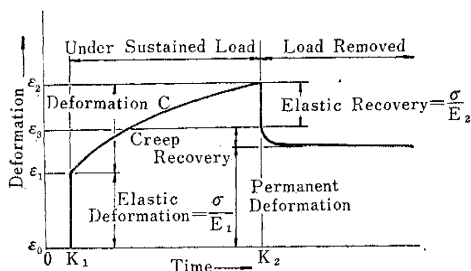 Under Sustained Load
Load Removed
Deformation
ε₂
ε₃
ε₁
ε₀
Deformation C
Creep
Recovery
Elastic Recovery=σ/E₂
Elastic
Deformation=σ/E₁
Permanent
Deformation
0
K₁
K₂
Time